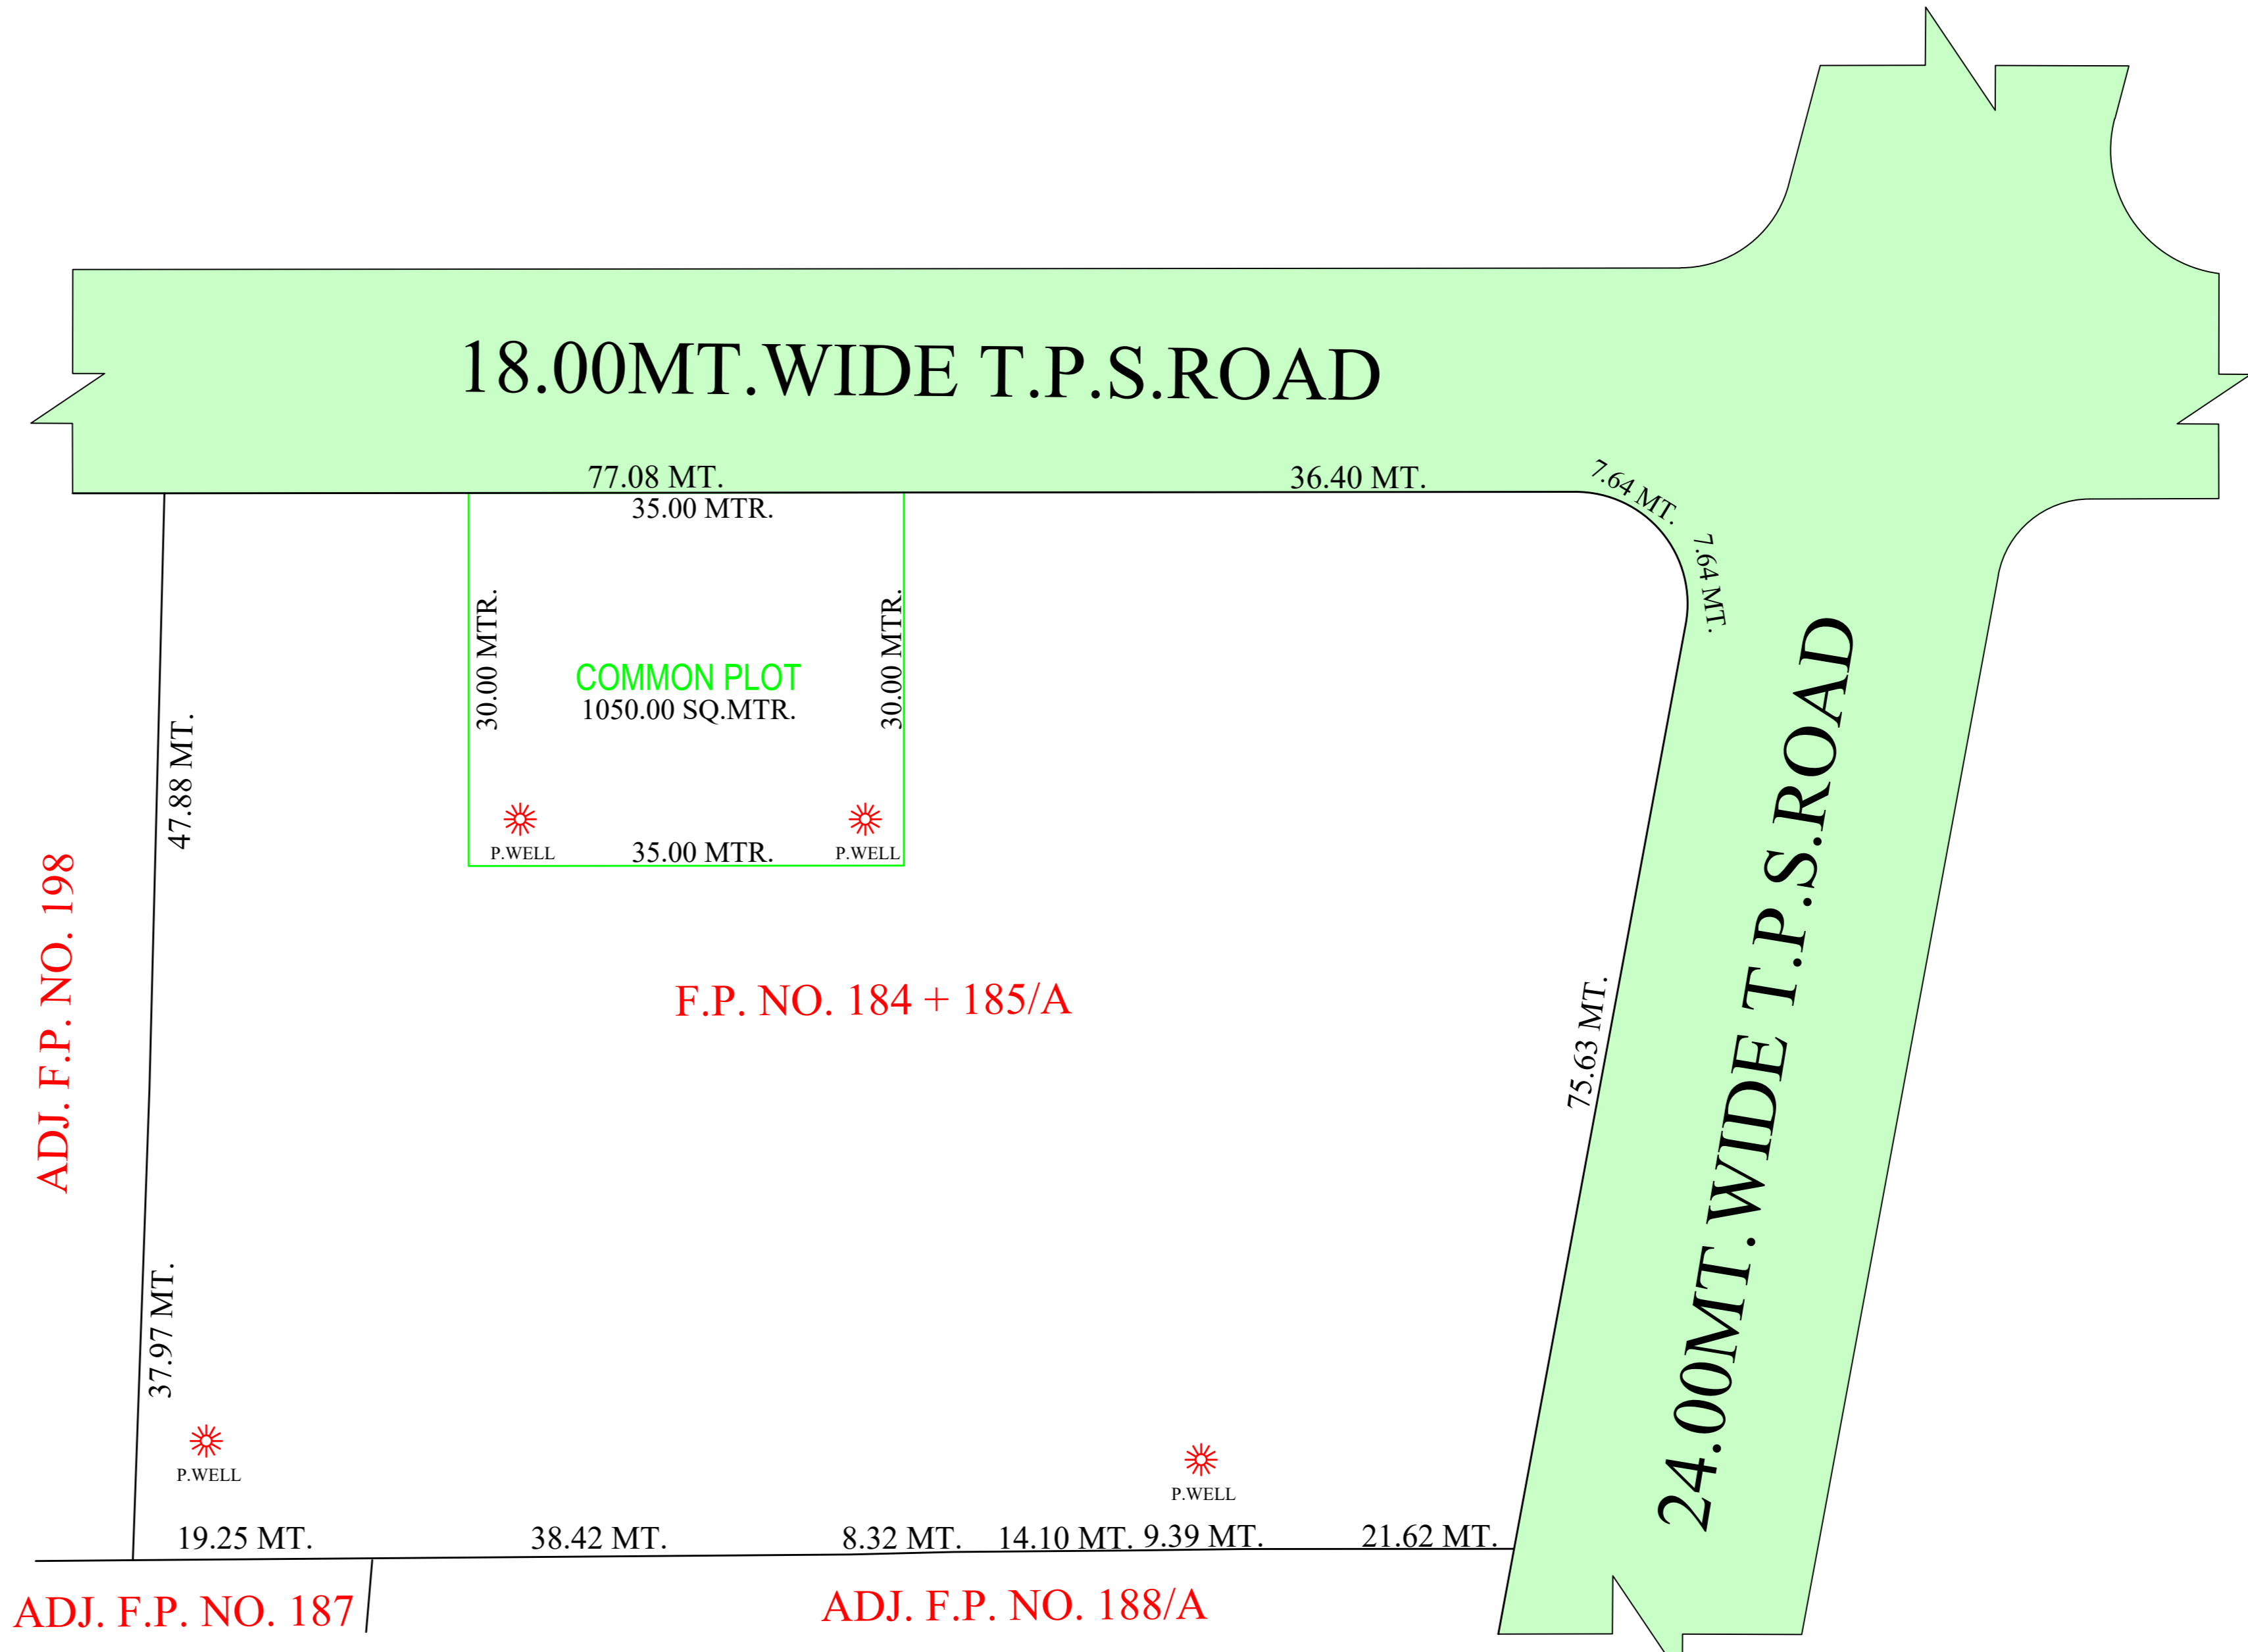 18.00MT.WIDE T.P.S.ROAD
77.08 MT.
36.40 MT.
7.64 MT.
7.64 MT.
35.00 MTR.
30.00 MTR.
30.00 MTR.
COMMON PLOT
1050.00 SQ.MTR.
P.WELL
35.00 MTR.
P.WELL
47.88 MT.
ADJ. F.P. NO. 198
F.P. NO. 184 + 185/A
75.63 MT.
24.00MT.WIDE T.P.S.ROAD
37.97 MT.
P.WELL
P.WELL
19.25 MT.
38.42 MT.
8.32 MT.
14.10 MT.
9.39 MT.
21.62 MT.
ADJ. F.P. NO. 187
ADJ. F.P. NO. 188/A